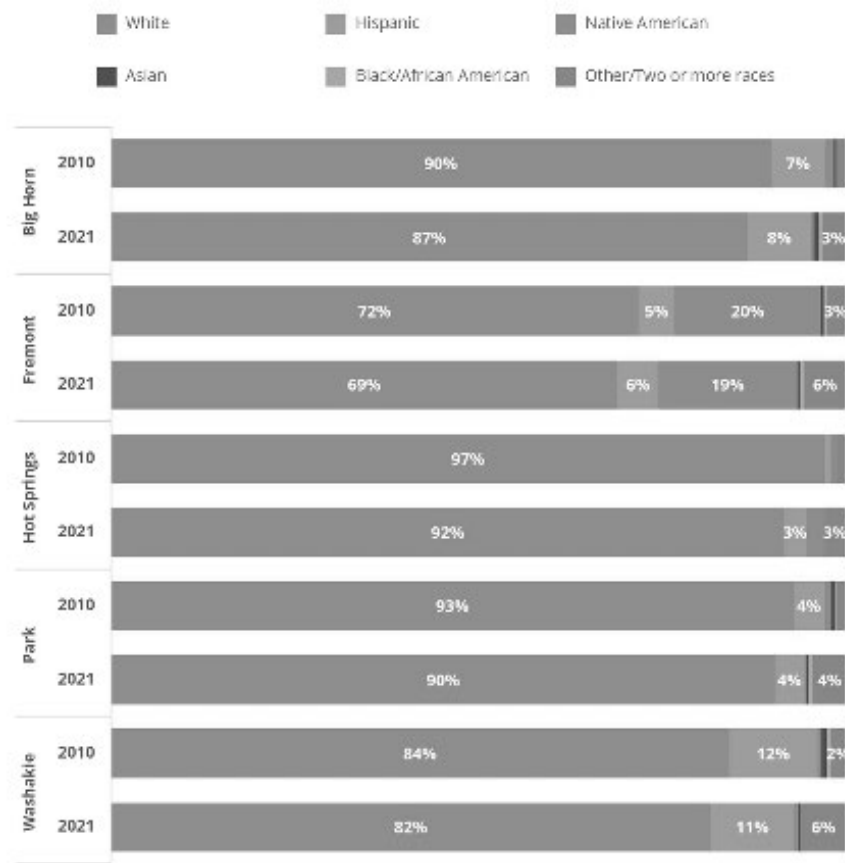 White Hispanic Native American
Asian Black/African American Other/Two or more races
Big Horn
2010 90% 7%
2021 87% 8% 3%
Fremont
2010 72% 5% 20% 3%
2021 69% 6% 19% 6%
Hot Springs
2010 97%
2021 92% 3% 3%
Park
2010 93% 4%
2021 90% 4% 4%
Washakie
2010 84% 12% 2%
2021 82% 11% 6%